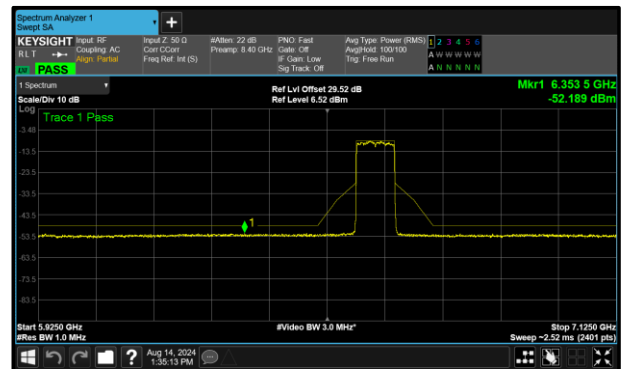 Spectrum Analyzer 1
Swept SA
+
KEYSIGHT Input: RF
RLT Coupling: AC
Align: Partial
PASS
Input Z: 50 Ω
Corr CCorr
Freq Ref: Int (S)
#Atten: 22 dB
Preamp: 8.40 GHz
PNO: Fast
Gate: Off
IF Gain: Low
Sig Track: Off
Avg Type: Power (RMS)
Avg|Hold: 100/100
Trig: Free Run
1 2 3 4 5 6
A W W W W W
A N N N N N
1 Spectrum
Scale/Div 10 dB
Ref Lvl Offset 29.52 dB
Ref Level 6.52 dBm
Mkr1 6.353 5 GHz
-52.189 dBm
Log
Trace 1 Pass
-3.48
-13.5
-23.5
-33.5
-43.5
-53.5
-63.5
-73.5
-83.5
1
Start 5.9250 GHz
#Res BW 1.0 MHz
#Video BW 3.0 MHz*
Stop 7.1250 GHz
Sweep ~2.52 ms (2401 pts)
?
Aug 14, 2024
1:35:13 PM